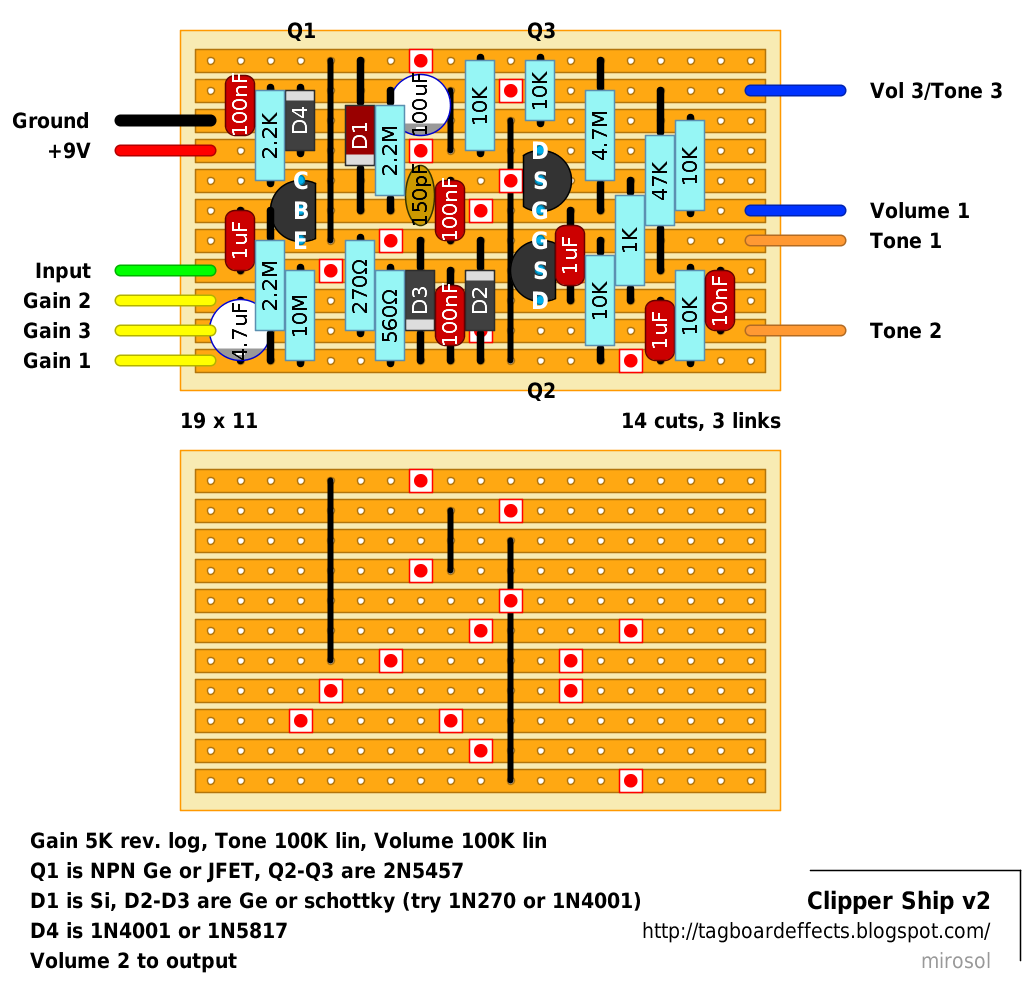 Q1 Q3
100nF 2.2K D4 D1 2.2M 100uF 10K 10K 4.7M 47K 10K Vol 3/Tone 3
Ground
+9V
C B E 150pF 100nF D S G
1uF 1K Volume 1
Tone 1
Input 2.2M 10M 270Ω 560Ω D3 100nF D2 G S D 1uF 10K 10K 10nF
Gain 2
Gain 3 4.7uF 1uF Tone 2
Gain 1
Q2
19 x 11 14 cuts, 3 links
Gain 5K rev. log, Tone 100K lin, Volume 100K lin
Q1 is NPN Ge or JFET, Q2-Q3 are 2N5457
D1 is Si, D2-D3 are Ge or schottky (try 1N270 or 1N4001)
D4 is 1N4001 or 1N5817
Volume 2 to output
Clipper Ship v2
http://tagboardeffects.blogspot.com/
mirosol